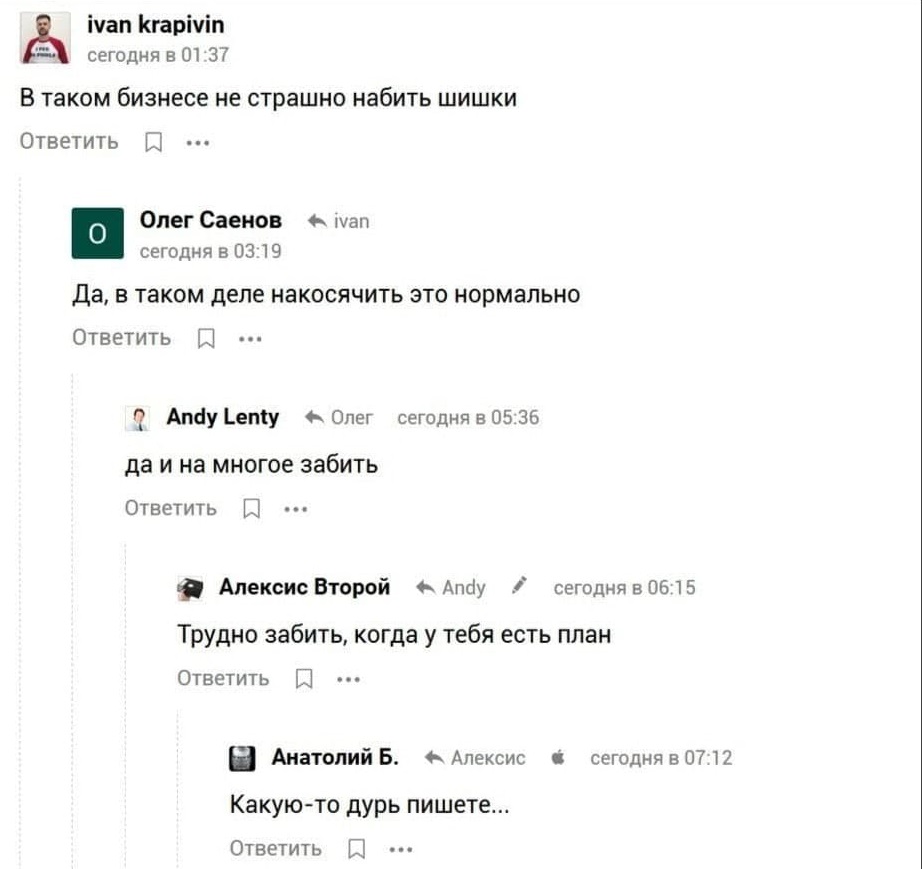 ivan krapivin
сегодня в 01:37
В таком бизнесе не страшно набить шишки
Ответить
О
Олег Саенов ivan
сегодня в 03:19
Да, в таком деле накосячить это нормально
Ответить
Andy Lenty Олег сегодня в 05:36
да и на многое забить
Ответить
Алексис Второй Andy сегодня в 06:15
Трудно забить, когда у тебя есть план
Ответить
Анатолий Б. Алексис сегодня в 07:12
Какую-то дурь пишете...
Ответить